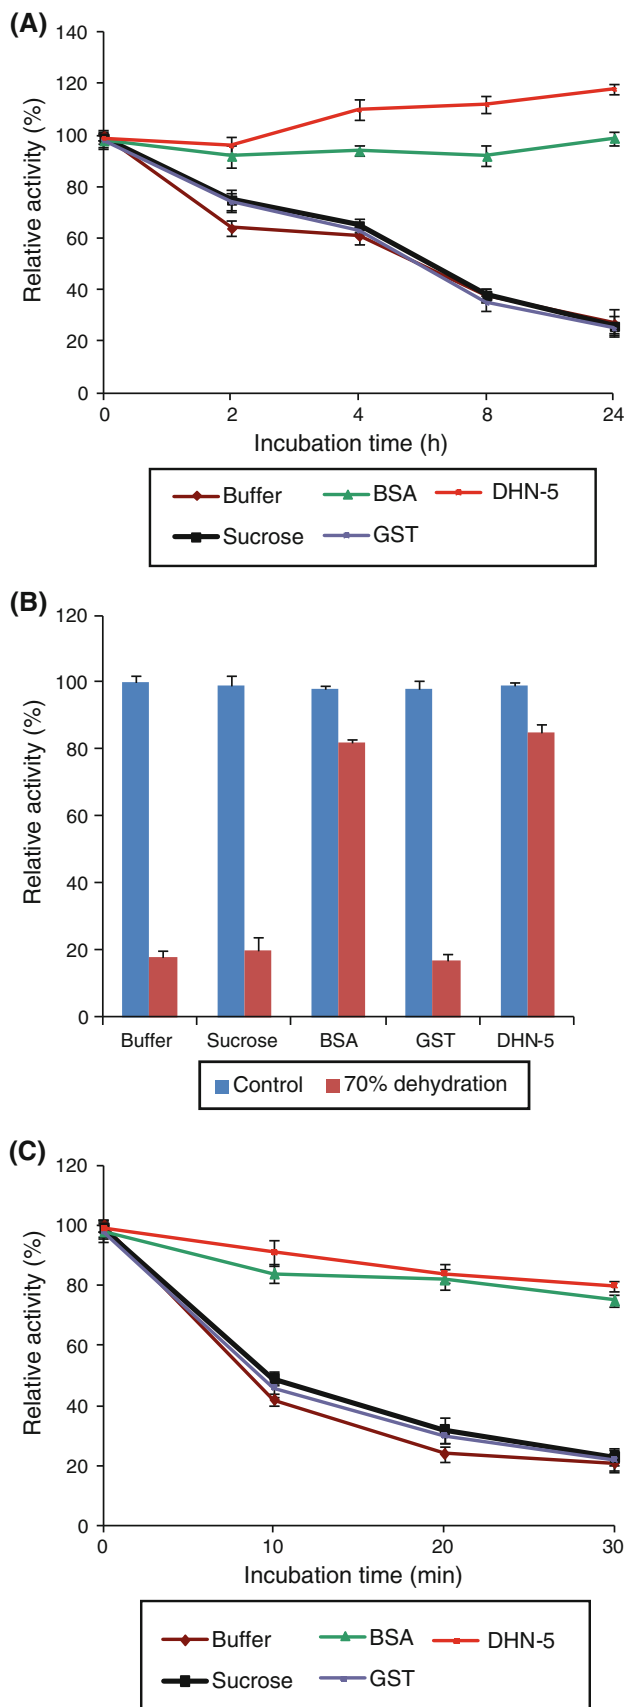 (A)
140
120
100
80
60
40
20
0
Relative activity (%)
0 2 4 8 24
Incubation time (h)
Buffer BSA DHN-5
Sucrose GST
(B)
120
100
80
60
40
20
0
Relative activity (%)
Buffer Sucrose BSA GST DHN-5
Control 70% dehydration
(C)
120
100
80
60
40
20
0
Relative activity (%)
0 10 20 30
Incubation time (min)
Buffer BSA DHN-5
Sucrose GST